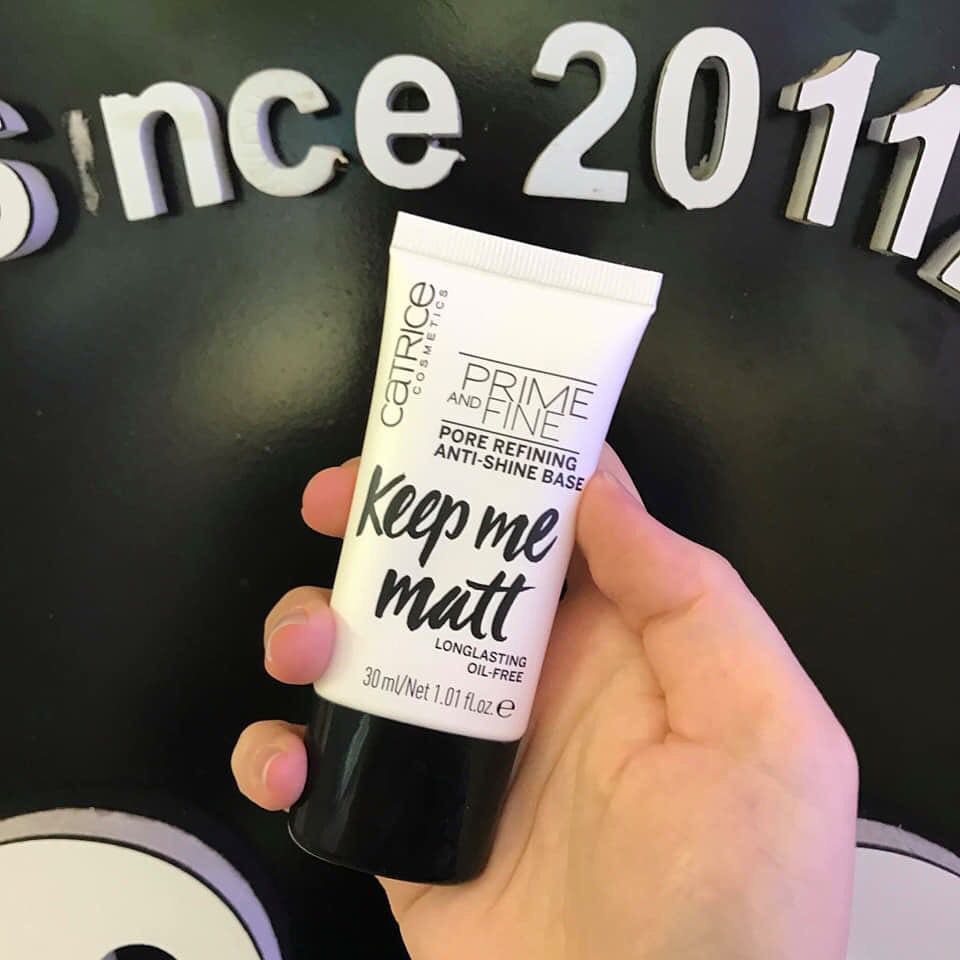 s nce 2011
CATRICE
COSMETICS
PRIME
AND FINE
PORE REFINING
ANTI-SHINE BASE
Keep me
matt
LONGLASTING
OIL-FREE
30 ml/Net 1.01 fl.oz. e